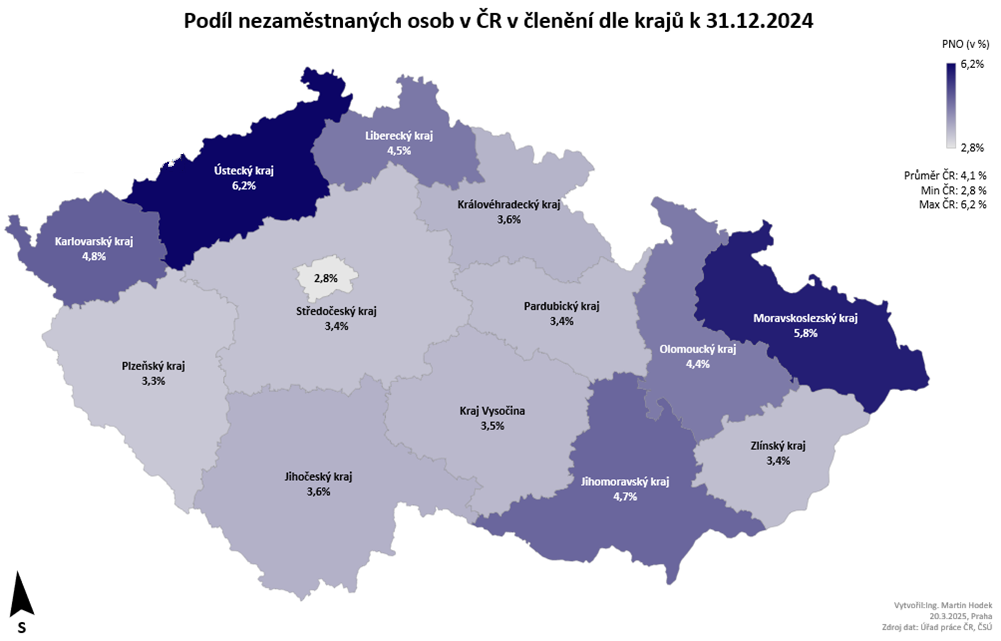 Podíl nezaměstnaných osob v ČR v členění dle krajů k 31.12.2024
PNO (v %)
6,2%
2,8%
Průměr ČR: 4,1 %
Min ČR: 2,8 %
Max ČR: 6,2 %
Liberecký kraj
4,5%
Ústecký kraj
6,2%
Královéhradecký kraj
3,6%
Karlovarský kraj
4,8%
2,8%
Středočeský kraj
3,4%
Pardubický kraj
3,4%
Moravskoslezský kraj
5,8%
Olomoucký kraj
4,4%
Plzeňský kraj
3,3%
Kraj Vysočina
3,5%
Zlínský kraj
3,4%
Jihočeský kraj
3,6%
Jihomoravský kraj
4,7%
S
Vytvořil:Ing. Martin Hodek
20.3.2025, Praha
Zdroj dat: Úřad práce ČR, ČSÚ